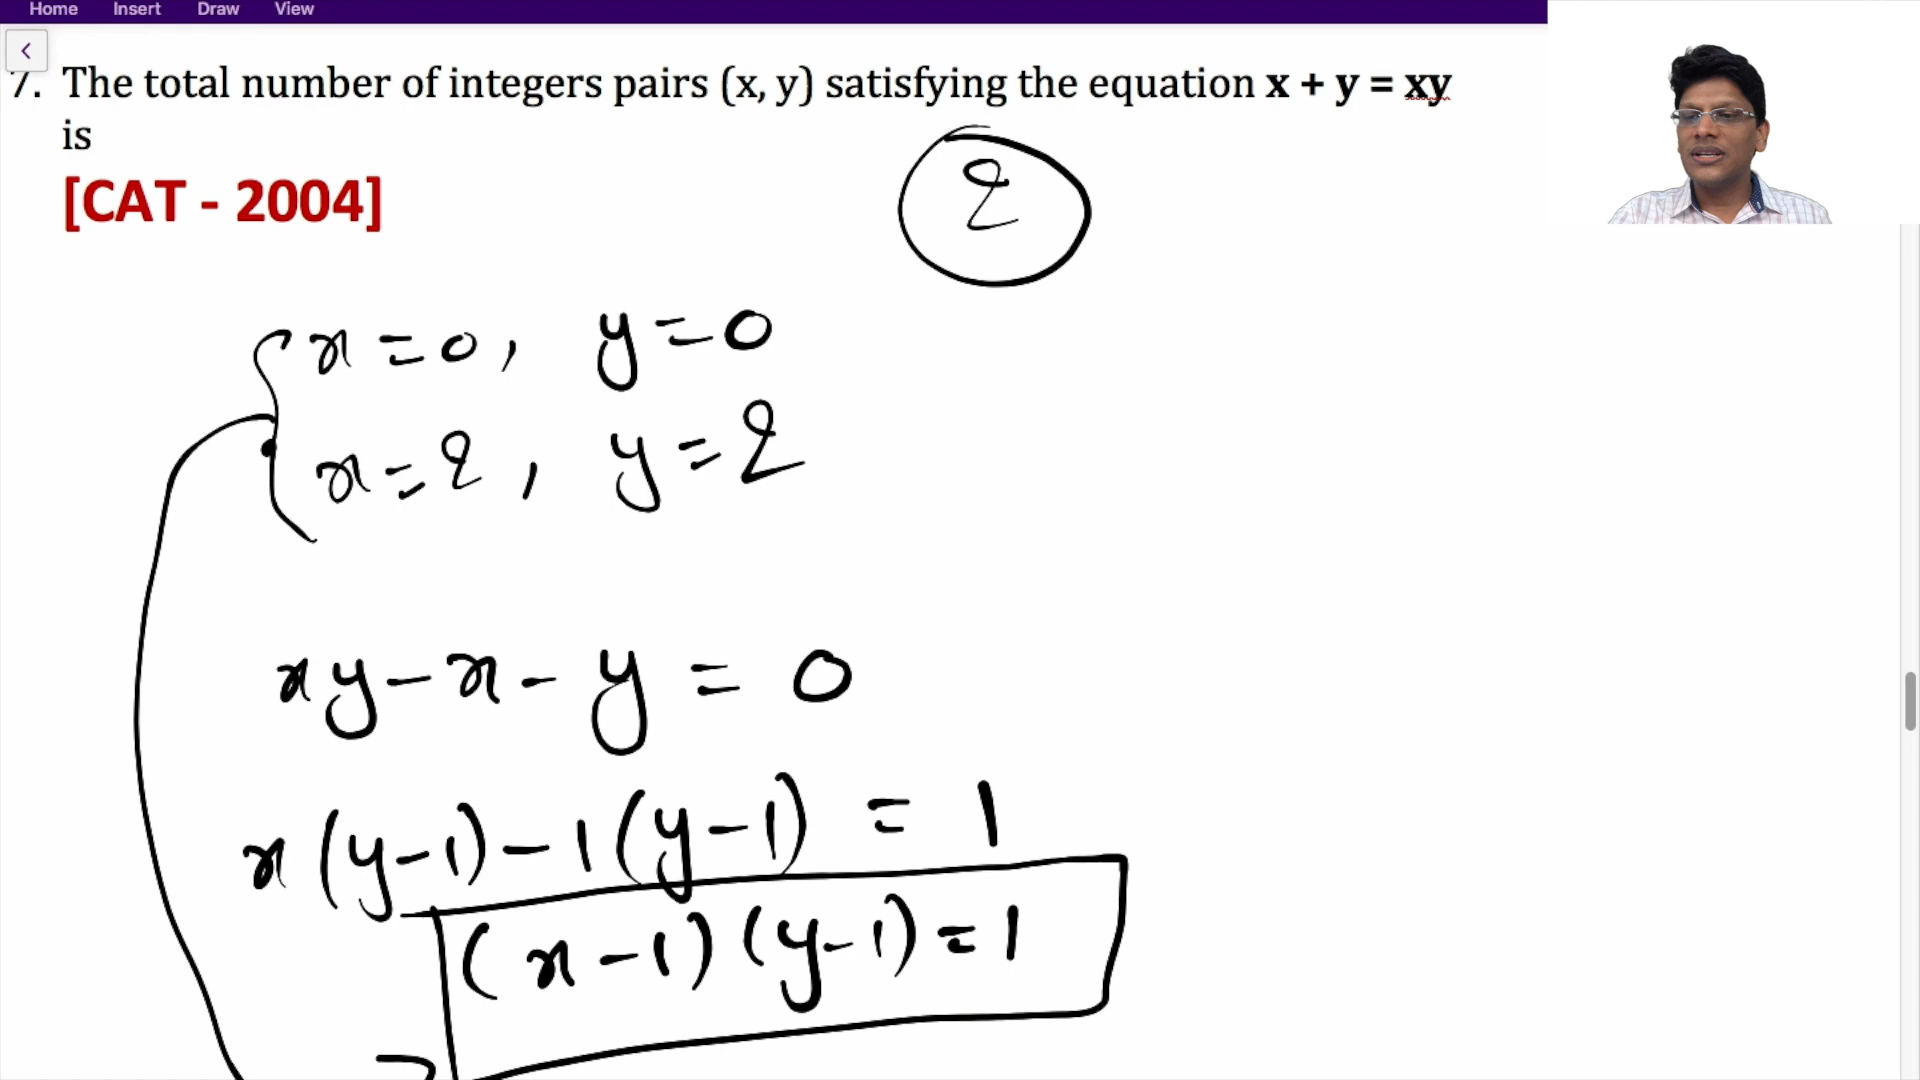 Home Insert Draw View
7. The total number of integers pairs (x, y) satisfying the equation x + y = xy
is
[CAT - 2004]
2
x = 0, y = 0
x = 2, y = 2
xy - x - y = 0
x (y-1) - 1 (y-1) = 1
(x-1) (y-1) = 1